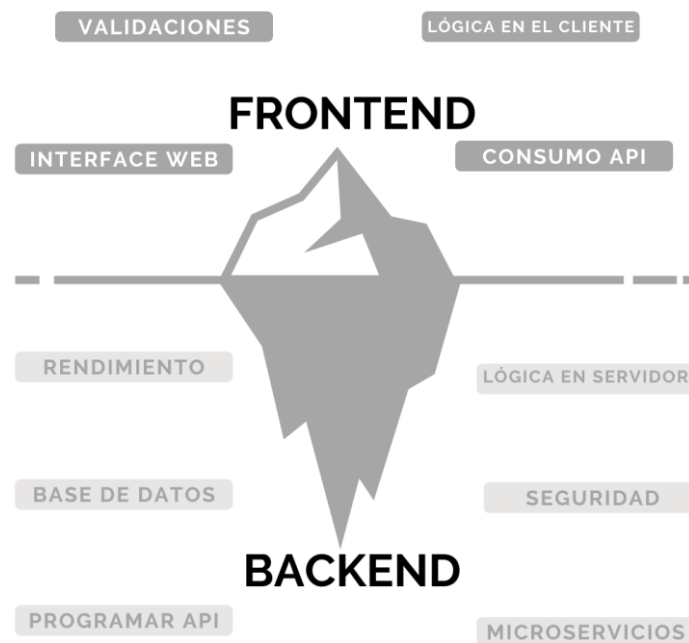 VALIDACIONES
LÓGICA EN EL CLIENTE
FRONTEND
INTERFACE WEB
CONSUMO API
RENDIMIENTO
LÓGICA EN SERVIDOR
BASE DE DATOS
SEGURIDAD
BACKEND
PROGRAMAR API
MICROSERVICIOS